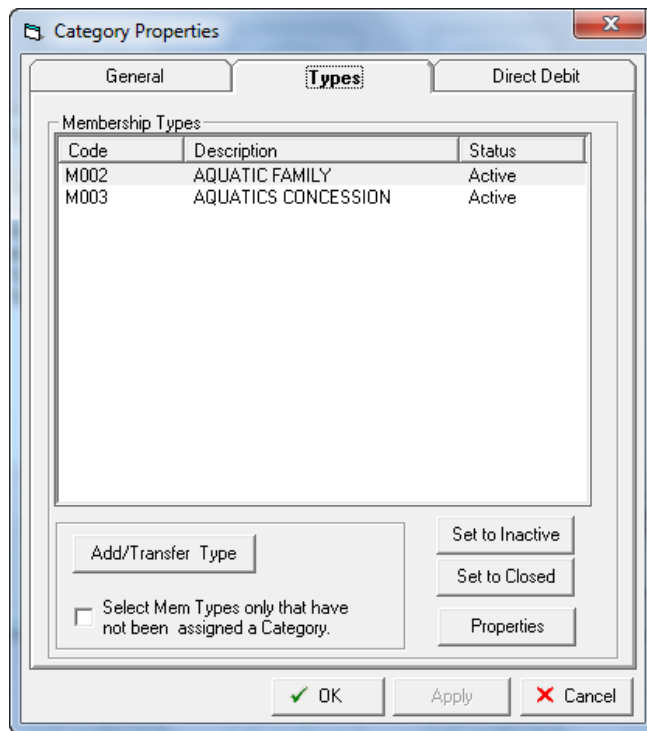 Category Properties
General Types Direct Debit
Membership Types
Code Description Status
M002 AQUATIC FAMILY Active
M003 AQUATICS CONCESSION Active
Add/Transfer Type
Set to Inactive
Set to Closed
Select Mem Types only that have
not been assigned a Category.
Properties
OK Apply Cancel